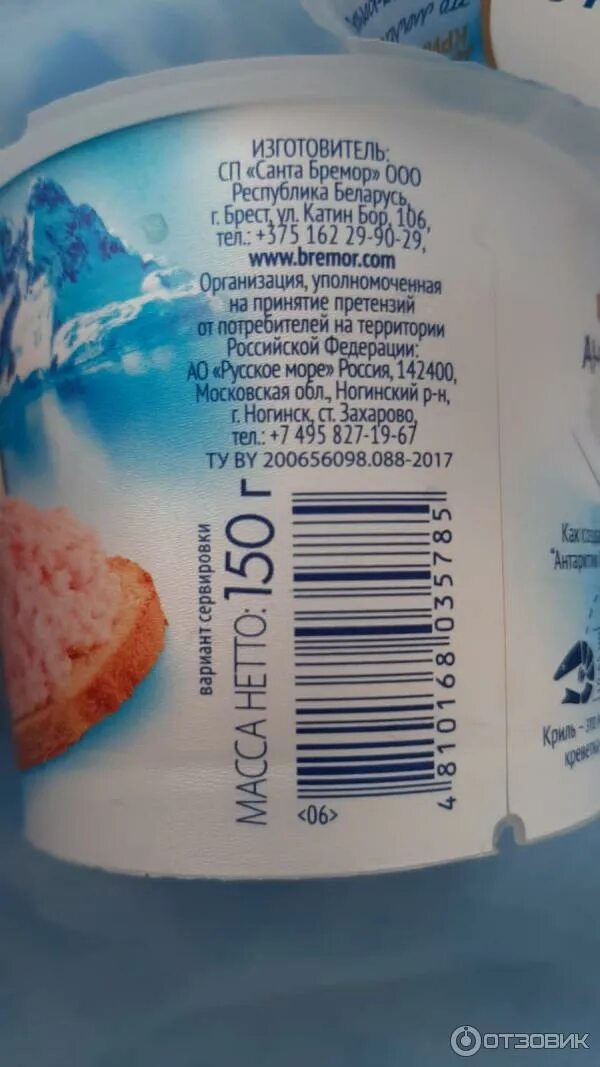 ИЗГОТОВИТЕЛЬ:
СП «Санта Бремор» ООО
Республика Беларусь,
г. Брест, ул. Катин Бор, 106,
тел.: +375 162 29-90-29,
www.bremor.com
Организация, уполномоченная
на принятие претензий
от потребителей на территории
Российской Федерации:
АО «Русское море» Россия, 142400,
Московская обл., Ногинский р-н,
г. Ногинск, ст. Захарово,
тел.: +7 495 827-19-67
ТУ BY 200656098.088-2017
вариант сервировки
МАССА НЕТТО: 150 г
4 810168 035785
<06>
Как
Криль –
ОТЗОВИК